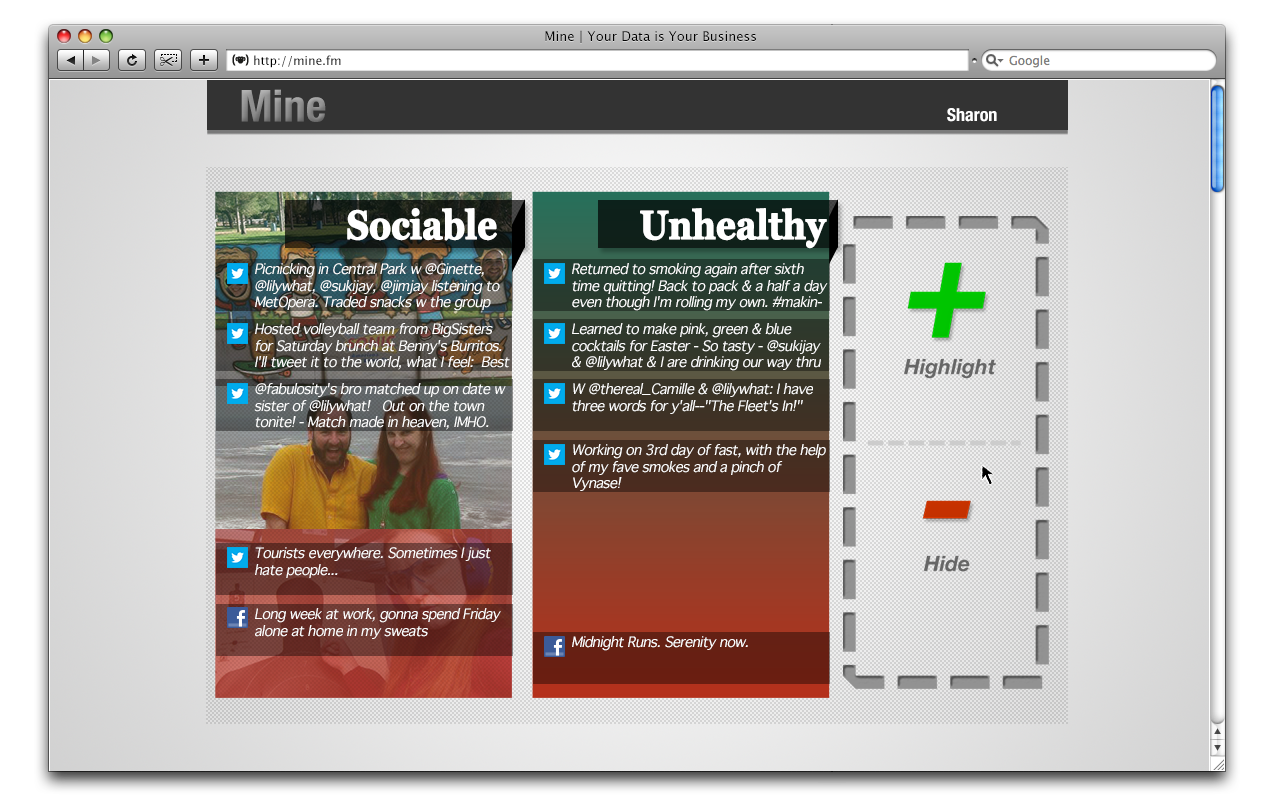 Mine | Your Data is Your Business
http://mine.fm
Google
Mine
Sharon
Sociable
Picnicking in Central Park w @Ginette,
@lilywhat, @sukijay, @jimjay listening to
MetOpera. Traded snacks w the group
Hosted volleyball team from BigSisters
for Saturday brunch at Benny's Burritos.
I'll tweet it to the world, what I feel: Best
@fabulosity's bro matched up on date w
sister of @lilywhat! Out on the town
tonite! - Match made in heaven, IMHO.
Tourists everywhere. Sometimes I just
hate people...
Long week at work, gonna spend Friday
alone at home in my sweats
Unhealthy
Returned to smoking again after sixth
time quitting! Back to pack & a half a day
even though I'm rolling my own. #makin-
Learned to make pink, green & blue
cocktails for Easter - So tasty - @sukijay
& @lilywhat & I are drinking our way thru
W @thereal_Camille & @lilywhat: I have
three words for y'all--"The Fleet's In!"
Working on 3rd day of fast, with the help
of my fave smokes and a pinch of
Vynase!
Midnight Runs. Serenity now.
Highlight
Hide